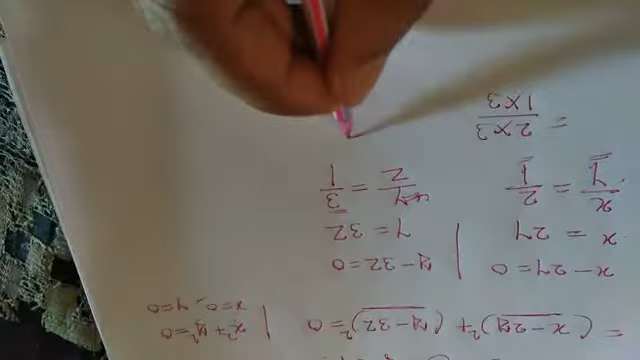 = (x-2y)² + (y-3z)² = 0 | x²+y²=0
x=0, y=0
x-2y=0 | y-3z=0
x = 2y | y = 3z
x/y = 2/1 y/z = 3/1
= 2×3/1×3